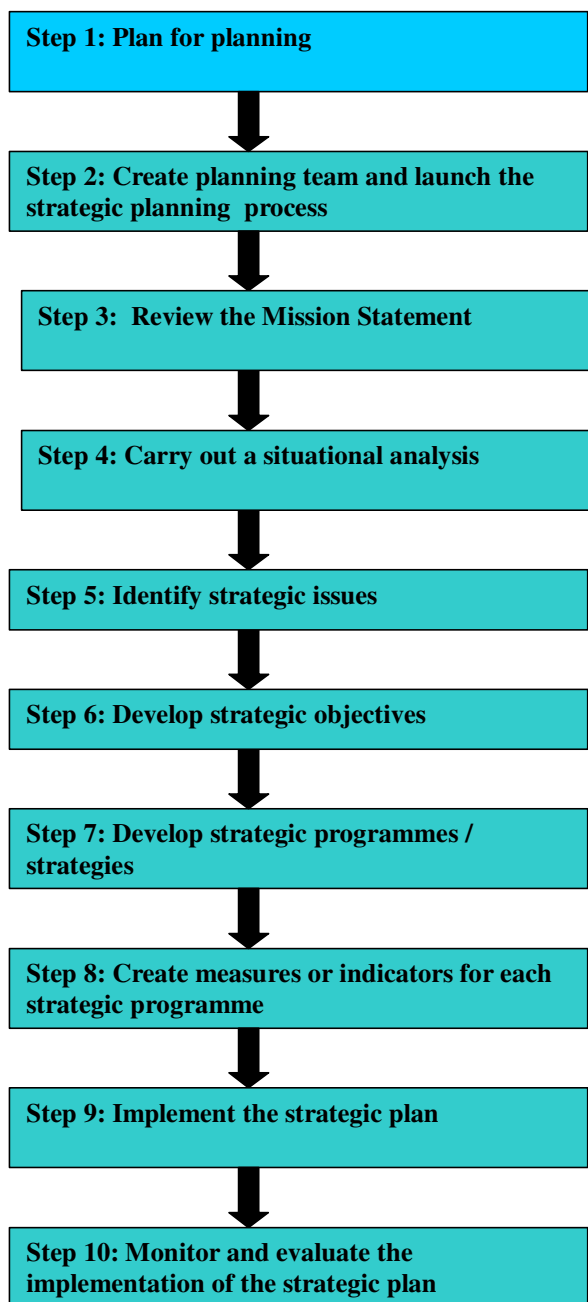 Step 1: Plan for planning
Step 2: Create planning team and launch the
strategic planning process
Step 3: Review the Mission Statement
Step 4: Carry out a situational analysis
Step 5: Identify strategic issues
Step 6: Develop strategic objectives
Step 7: Develop strategic programmes /
strategies
Step 8: Create measures or indicators for each
strategic programme
Step 9: Implement the strategic plan
Step 10: Monitor and evaluate the
implementation of the strategic plan